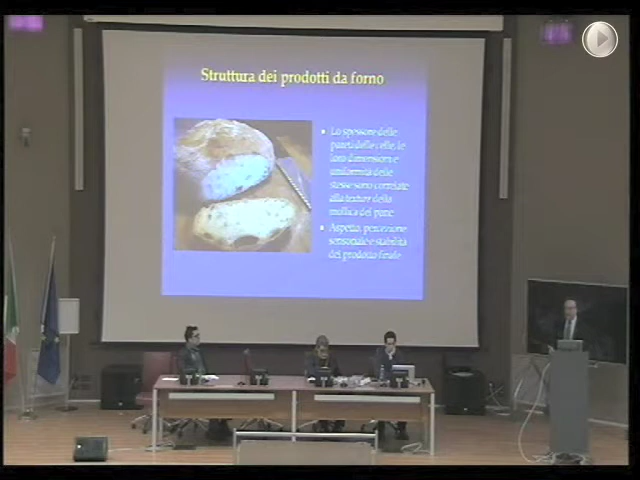 Struttura dei prodotti da forno
Lo spessore delle
pareti delle celle, le
loro dimensioni e
uniformità delle
stesse sono correlate
alla texture della
mollica del pane
Aspetto, percezione
sensoriale e stabilità
del prodotto finale